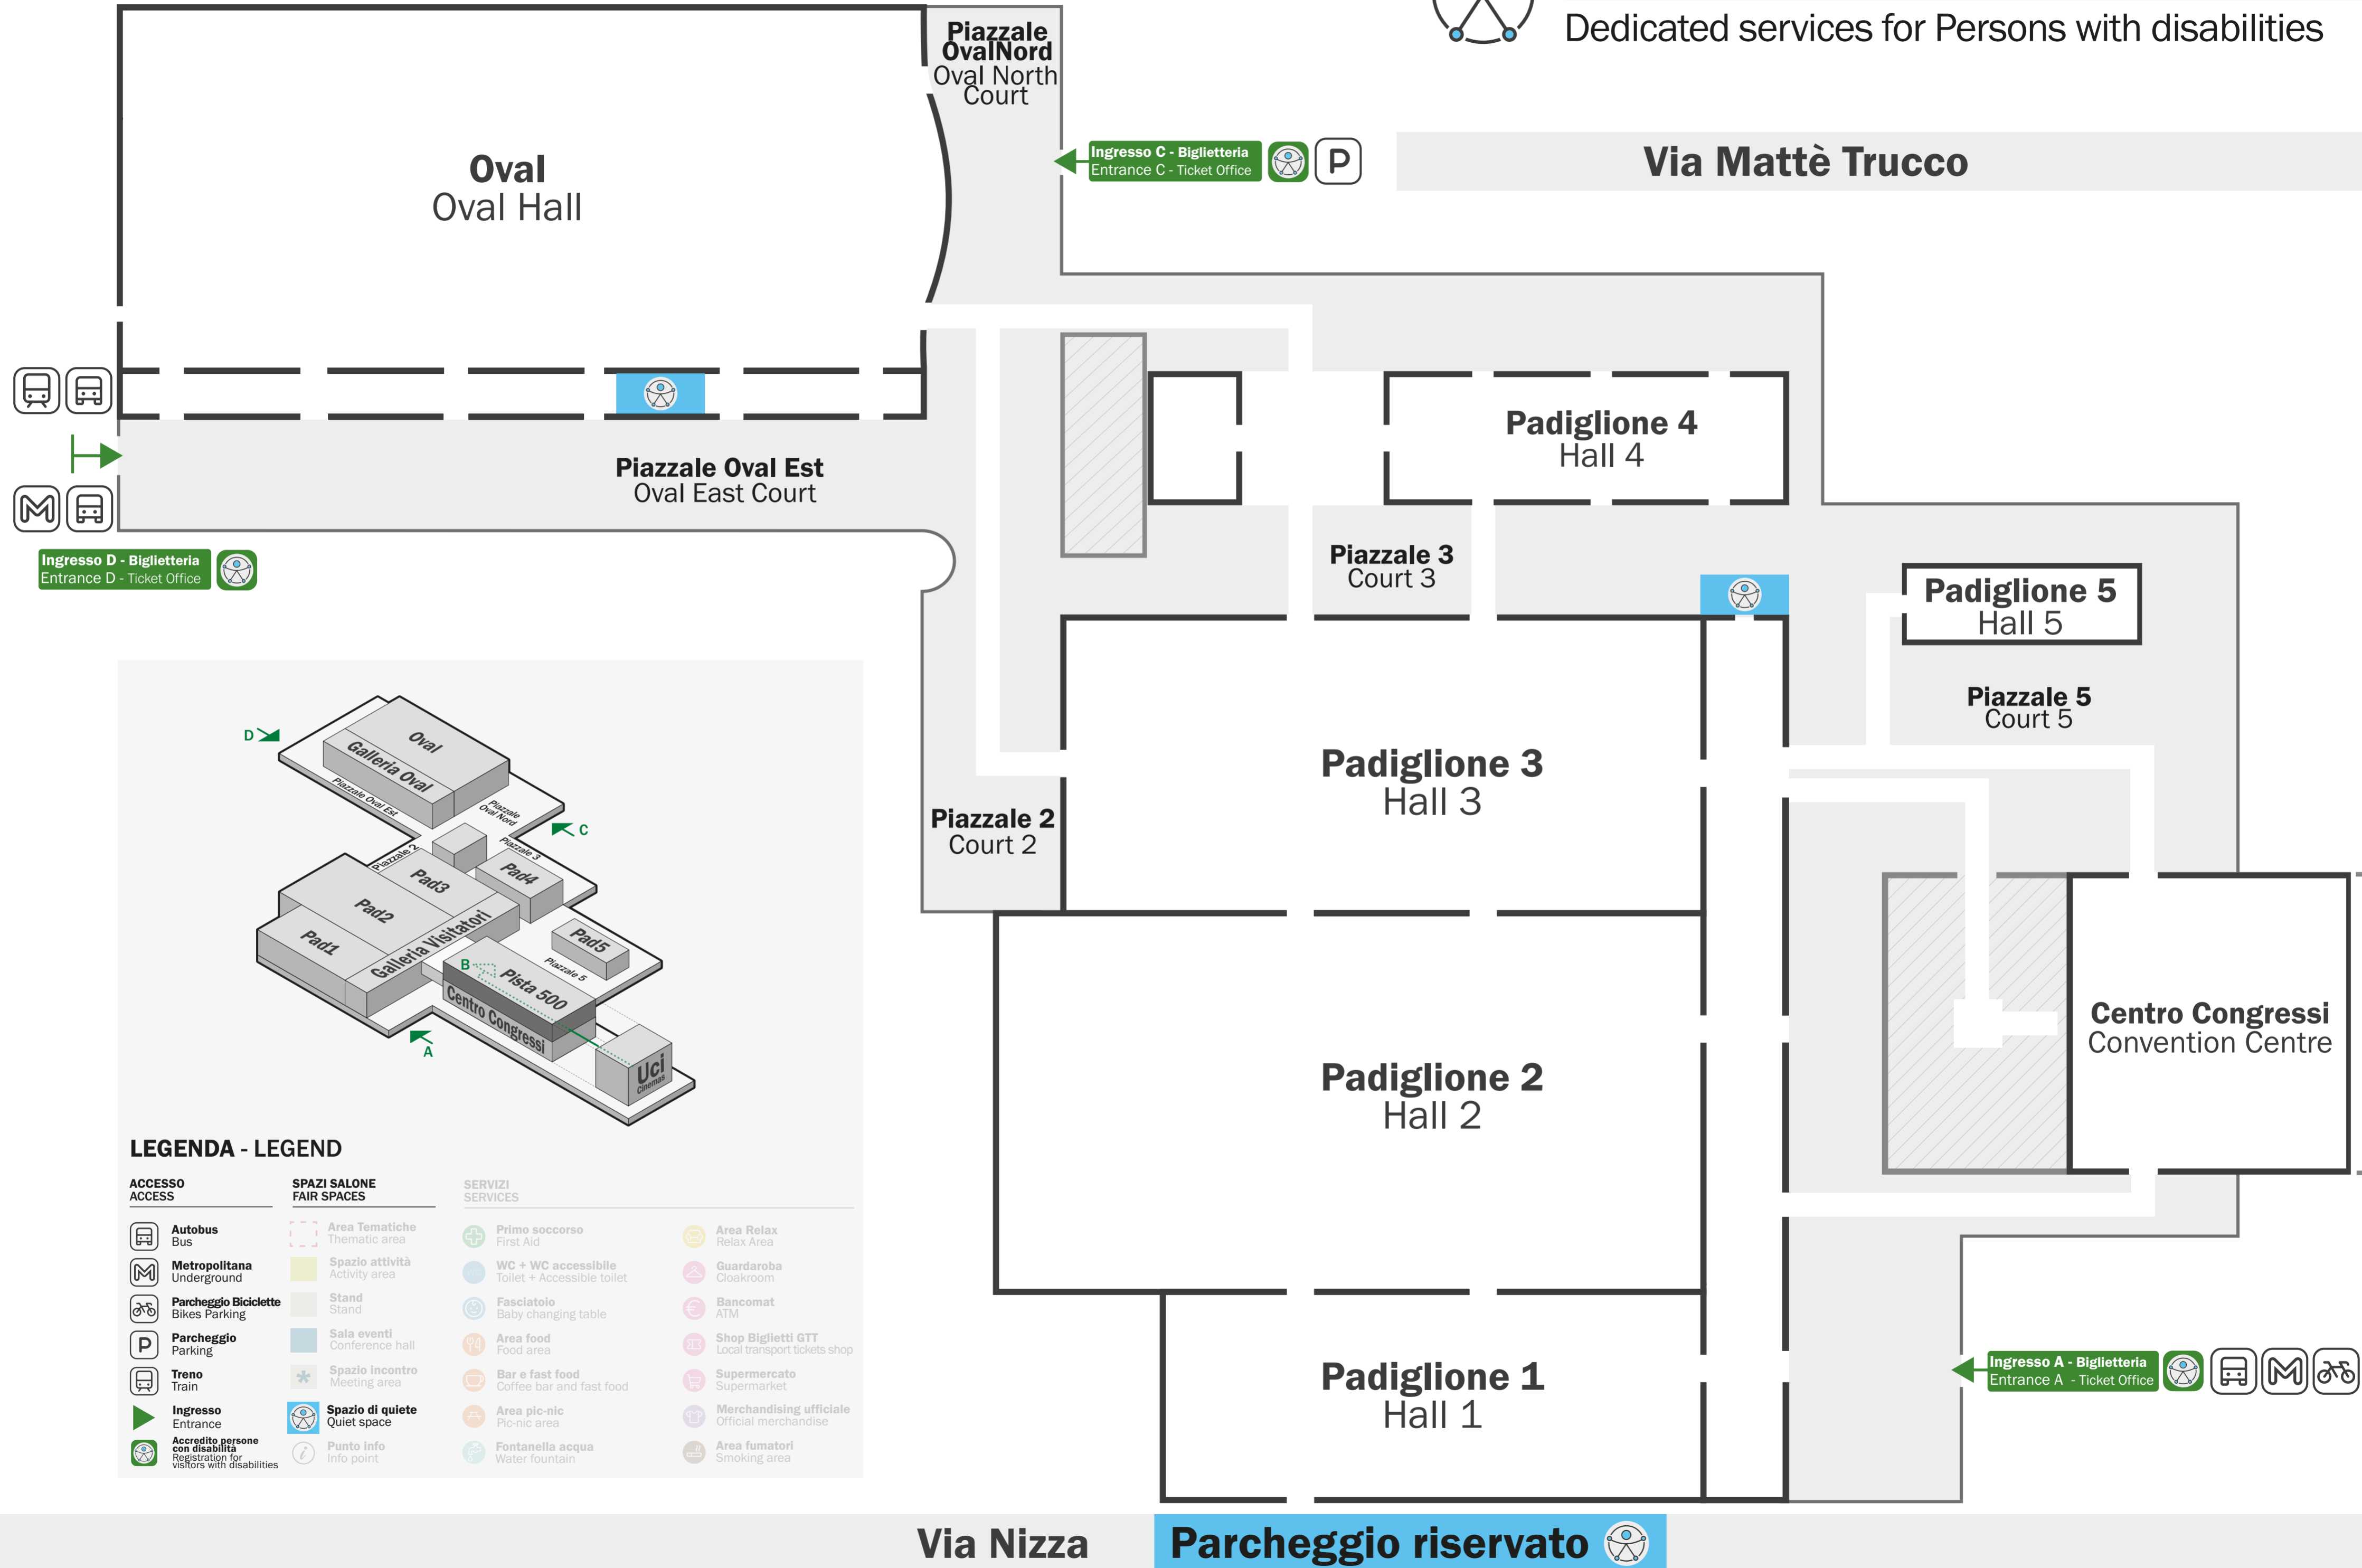 Dedicated services for Persons with disabilities
Piazzale
OvalNord
Oval North
Court
Ingresso C - Biglietteria
Entrance C - Ticket Office
P
Via Mattè Trucco
Oval
Oval Hall
Padiglione 4
Hall 4
Piazzale Oval Est
Oval East Court
M
Ingresso D - Biglietteria
Entrance D - Ticket Office
Piazzale 3
Court 3
Padiglione 5
Hall 5
Piazzale 5
Court 5
Padiglione 3
Hall 3
Piazzale 2
Court 2
Centro Congressi
Convention Centre
Padiglione 2
Hall 2
Padiglione 1
Hall 1
Ingresso A - Biglietteria
Entrance A - Ticket Office
M
D
Oval
Galleria Oval
Piazzale Oval Est
Piazzale
Oval Nord
C
Piazzale 2
Piazzale 3
Pad3
Pad4
Pad2
Pad1
Galleria Visitatori
Pad5
Piazzale 5
B
Pista 500
Centro Congressi
A
Uci
Cinemas
LEGENDA - LEGEND
ACCESSO
ACCESS
Autobus
Bus
M
Metropolitana
Underground
Parcheggio Biciclette
Bikes Parking
P
Parcheggio
Parking
Treno
Train
Ingresso
Entrance
Accredito persone
con disabilità
Registration for
visitors with disabilities
SPAZI SALONE
FAIR SPACES
Area Tematiche
Thematic area
Spazio attività
Activity area
Stand
Stand
Sala eventi
Conference hall
*
Spazio incontro
Meeting area
Spazio di quiete
Quiet space
i
Punto info
Info point
SERVIZI
SERVICES
Primo soccorso
First Aid
WC + WC accessibile
Toilet + Accessible toilet
Fasciatoio
Baby changing table
Area food
Food area
Bar e fast food
Coffee bar and fast food
Area pic-nic
Pic-nic area
Fontanella acqua
Water fountain
Area Relax
Relax Area
Guardaroba
Cloakroom
€
Bancomat
ATM
Shop Biglietti GTT
Local transport tickets shop
Supermercato
Supermarket
Merchandising ufficiale
Official merchandise
Area fumatori
Smoking area
Via Nizza
Parcheggio riservato